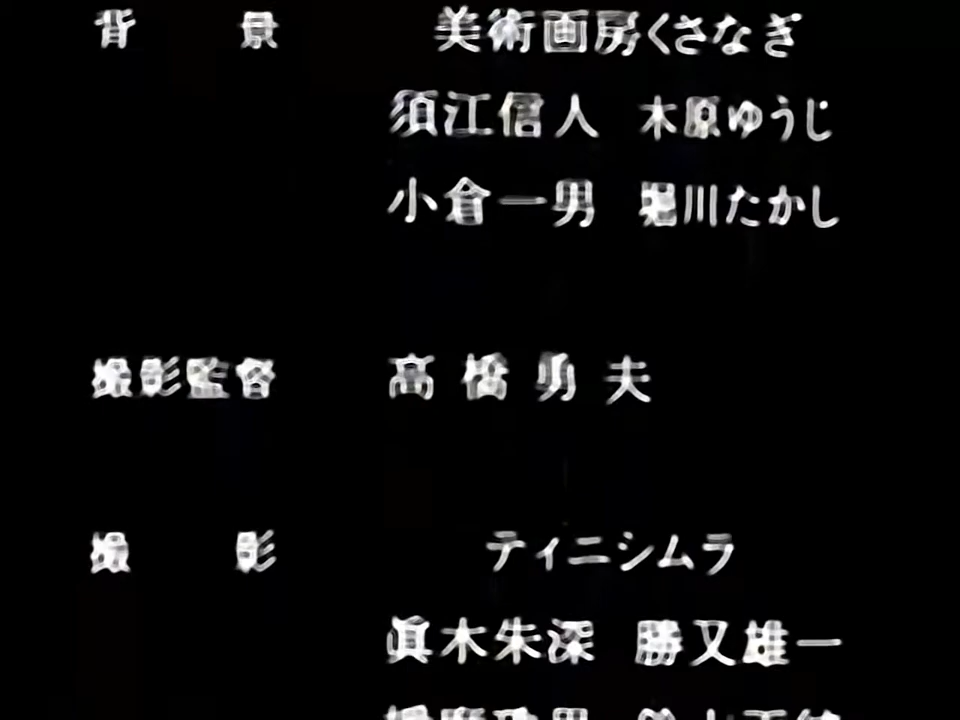 背景 美術画房くさなぎ
須江信人 木原ゆうじ
小倉一男 堀川たかし
撮影監督 高橋勇夫
撮影 ティニシムラ
眞木朱深 勝又雄一